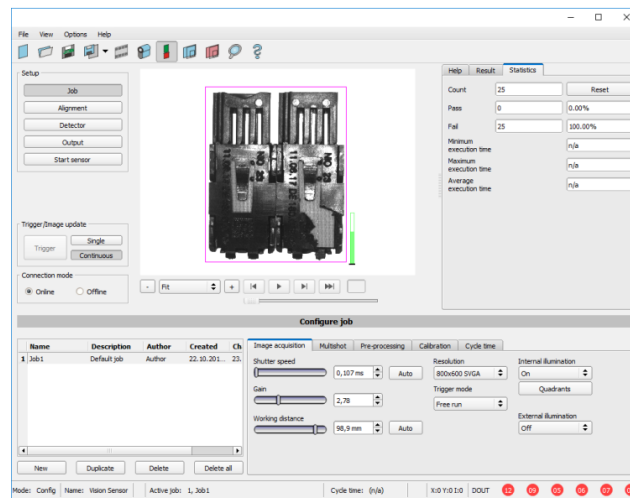 File View Options Help
Setup
Job
Alignment
Detector
Output
Start sensor
Trigger/Image update
Trigger
Single
Continuous
Connection mode
Online Offline
- Fit +
Help Result Statistics
Count 25 Reset
Pass 0 0.00%
Fail 25 100.00%
Minimum
execution time n/a
Maximum
execution time n/a
Average
execution time n/a
Configure job
Name Description Author Created Ch
1 Job1 Default job Author 22.10.201... 23.
New Duplicate Delete Delete all
Image acquisition Multishot Pre-processing Calibration Cycle time
Shutter speed
0,107 ms Auto
Gain
2,78
Working distance
98,9 mm Auto
Resolution
800x600 SVGA
Trigger mode
Free run
Internal illumination
On
Quadrants
External illumination
Off
Mode: Config Name: Vision Sensor Active job: 1, Job1 Cycle time: (n/a) X:0 Y:0 I:0 DOUT 12 09 05 06 07